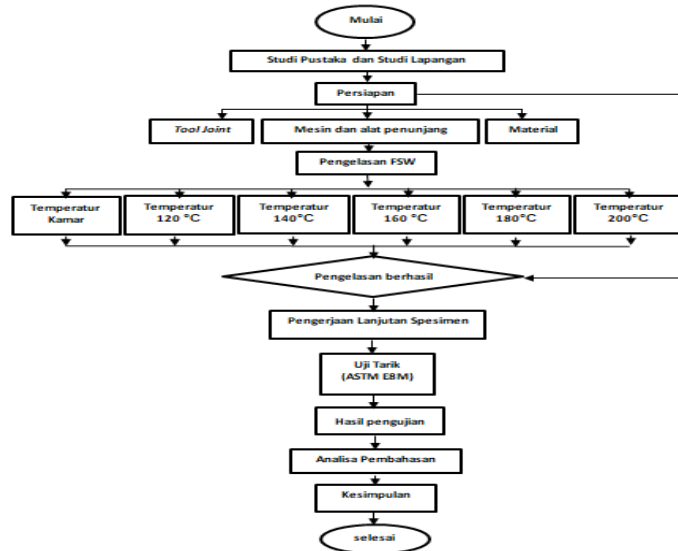 Mulai
Studi Pustaka dan Studi Lapangan
Persiapan
Tool Joint
Mesin dan alat penunjang
Material
Pengelasan FSW
Temperatur
Kamar
Temperatur
120 °C
Temperatur
140°C
Temperatur
160 °C
Temperatur
180°C
Temperatur
200°C
Pengelasan berhasil
Pengerjaan Lanjutan Spesimen
Uji Tarik
(ASTM E8M)
Hasil pengujian
Analisa Pembahasan
Kesimpulan
selesai